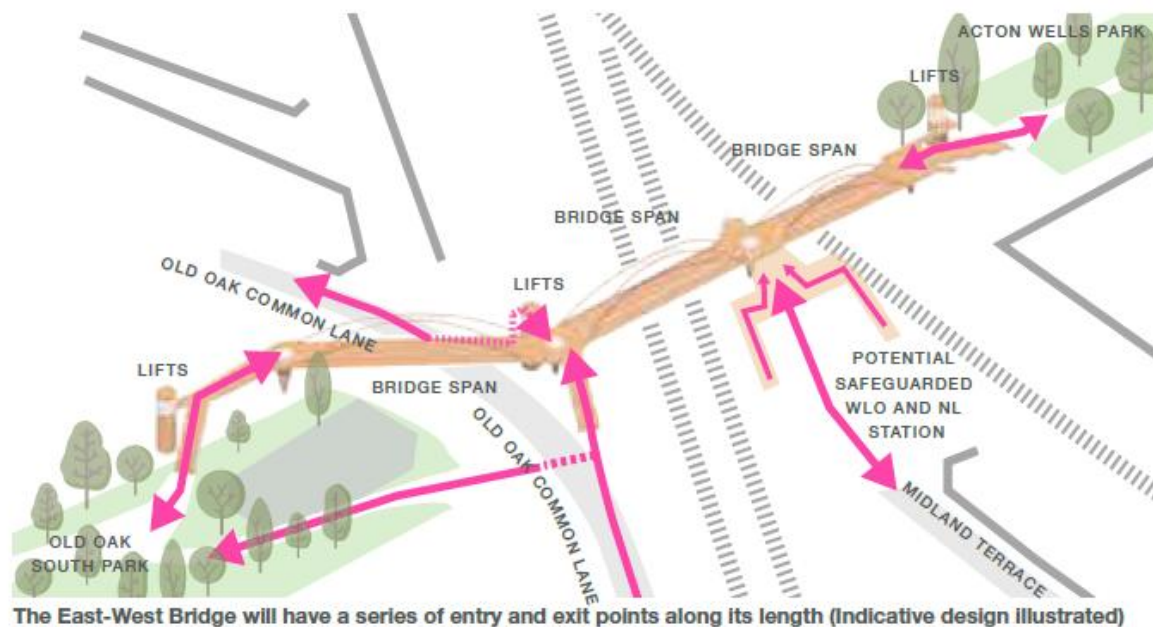 ACTON WELLS PARK
LIFTS
BRIDGE SPAN
BRIDGE SPAN
OLD OAK COMMON LANE
LIFTS
LIFTS
BRIDGE SPAN
POTENTIAL
SAFEGUARDED
WLO AND NL
STATION
OLD OAK COMMON LANE
MIDLAND TERRACE
OLD OAK
SOUTH PARK
The East-West Bridge will have a series of entry and exit points along its length (Indicative design illustrated)